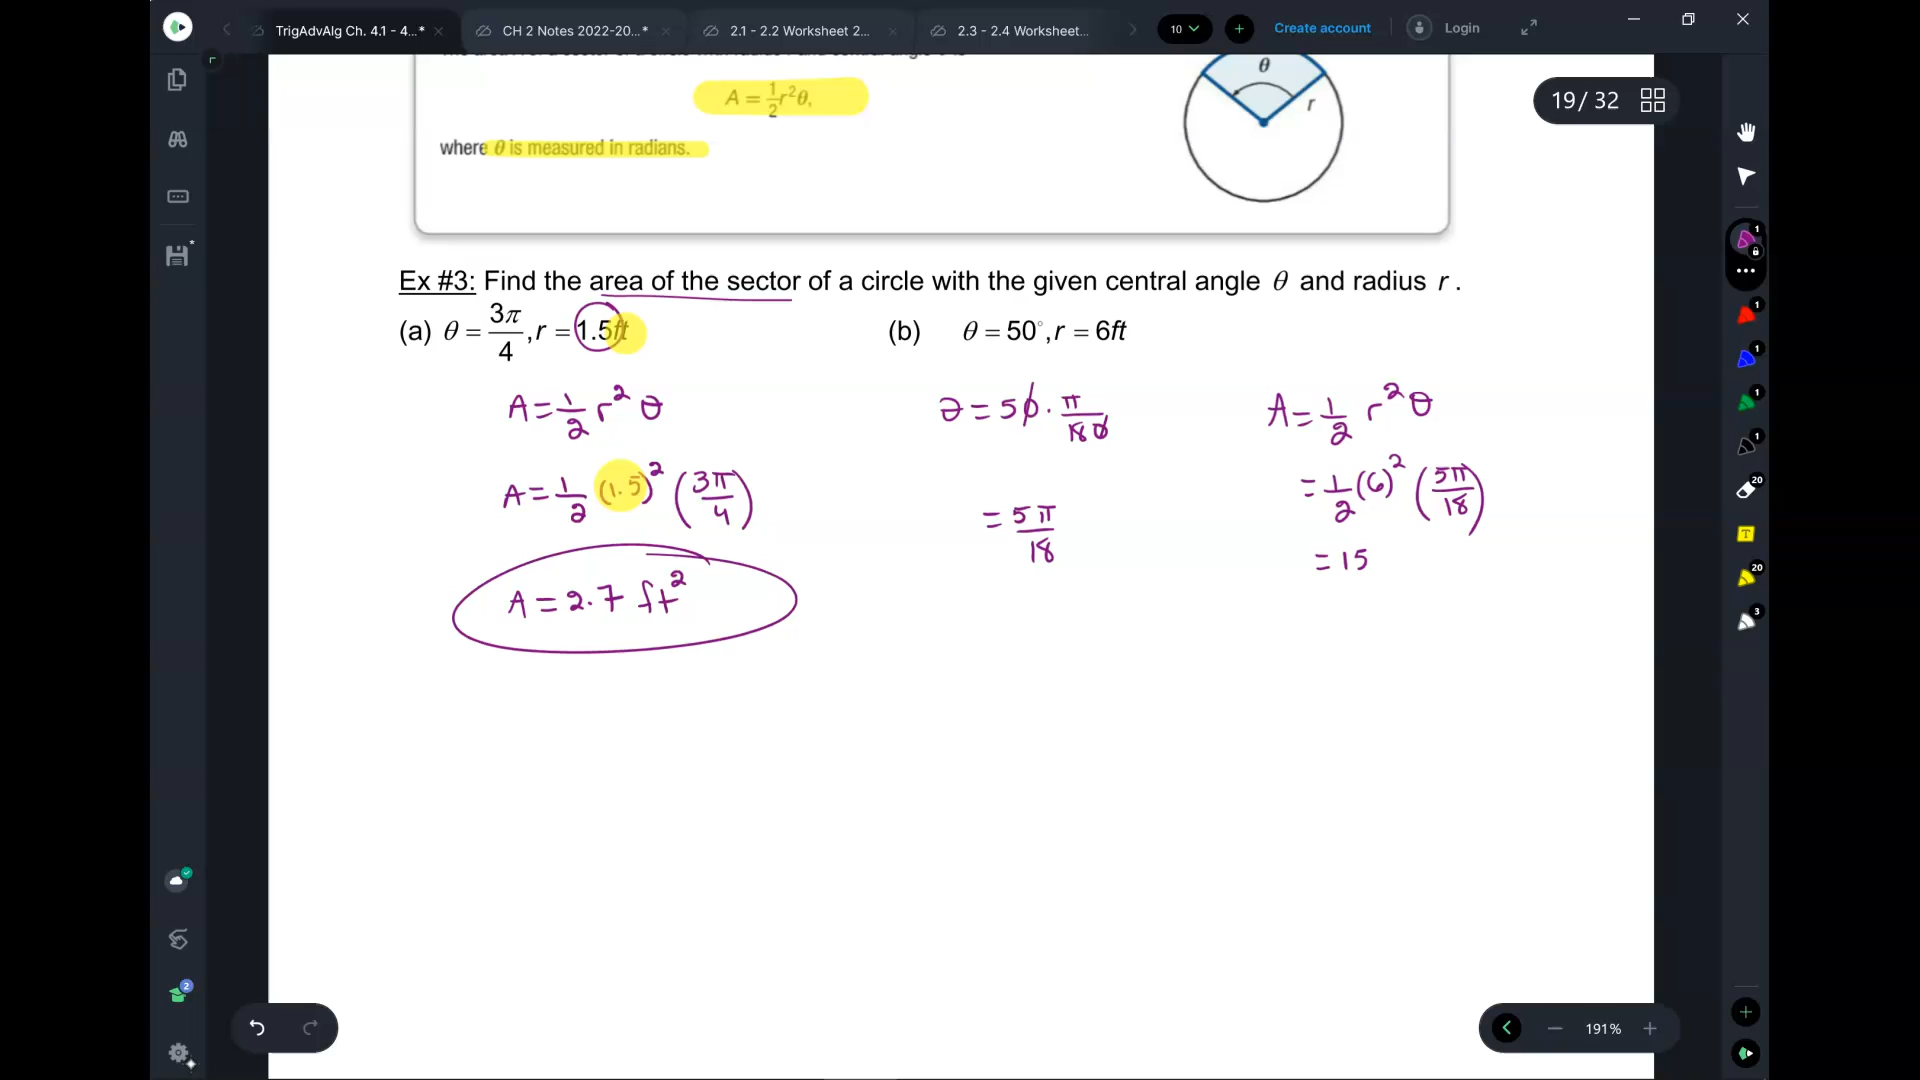 TrigAdvAlg Ch. 4.1 - 4...*
CH 2 Notes 2022-20...*
2.1 - 2.2 Worksheet 2...
2.3 - 2.4 Worksheet...
10
Create account
Login
19/ 32
A = 1/2 r²θ,
where θ is measured in radians.
θ
r
Ex #3: Find the area of the sector of a circle with the given central angle θ and radius r.
(a) θ = 3π/4, r = 1.5ft
(b) θ = 50°, r = 6ft
A = 1/2 r² θ
A = 1/2 (1.5)² (3π/4)
A = 2.7 ft²
θ = 50 · π/180
= 5π/18
A = 1/2 r² θ
= 1/2 (6)² (5π/18)
= 15
191%